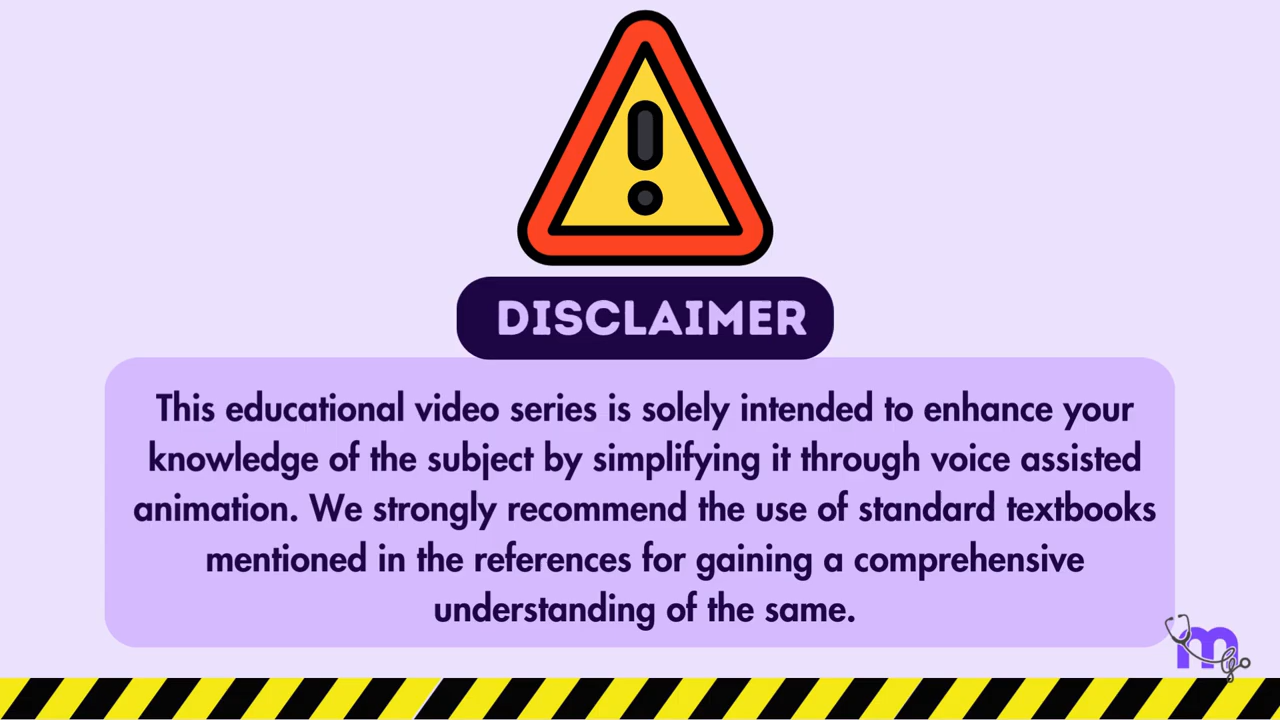 DISCLAIMER
This educational video series is solely intended to enhance your
knowledge of the subject by simplifying it through voice assisted
animation. We strongly recommend the use of standard textbooks
mentioned in the references for gaining a comprehensive
understanding of the same.
m
go